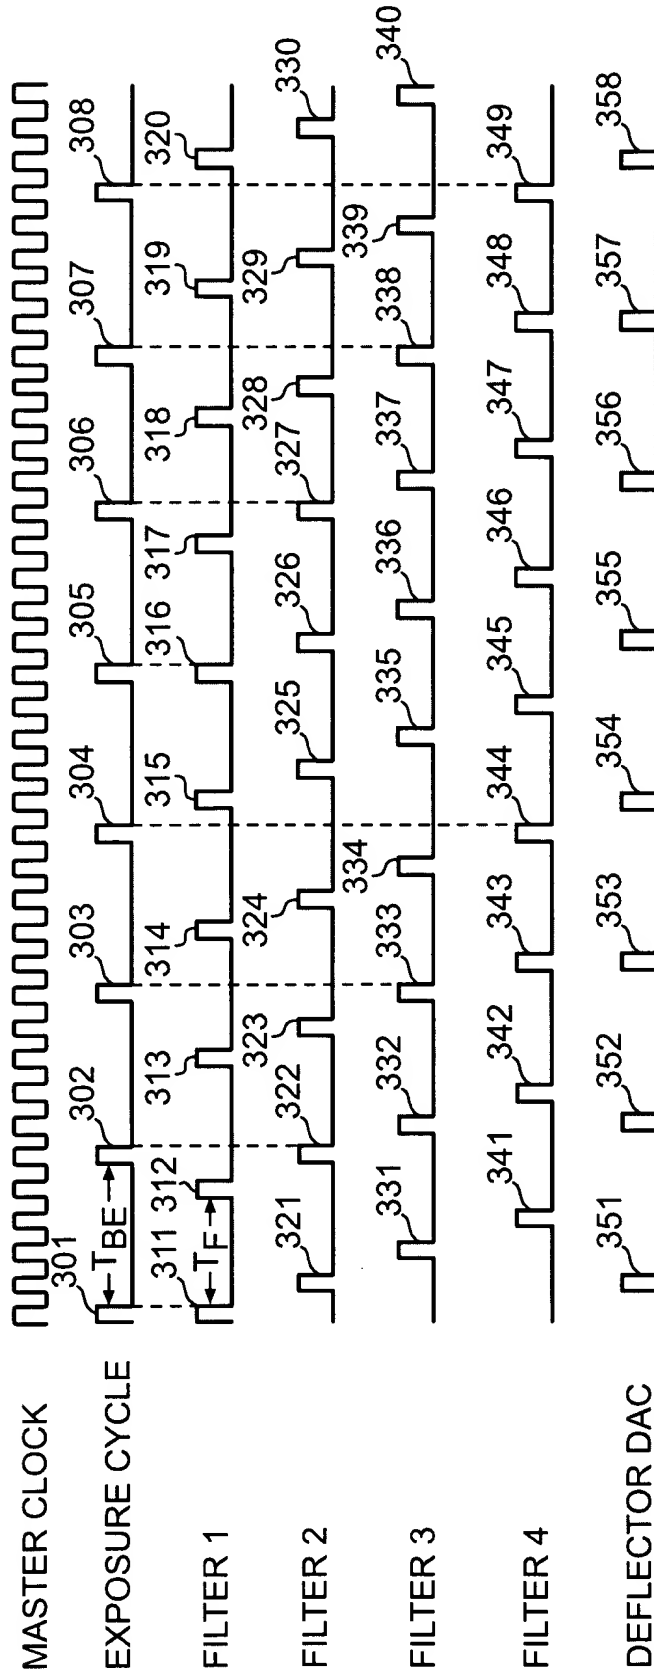 MASTER CLOCK
EXPOSURE CYCLE
301 302 303 304 305 306 307 308
T_BE
FILTER 1
311 312 313 314 315 316 317 318 319 320
T_F
FILTER 2
321 322 323 324 325 326 327 328 329 330
FILTER 3
331 332 333 334 335 336 337 338 339 340
FILTER 4
341 342 343 344 345 346 347 348 349
DEFLECTOR DAC
351 352 353 354 355 356 357 358